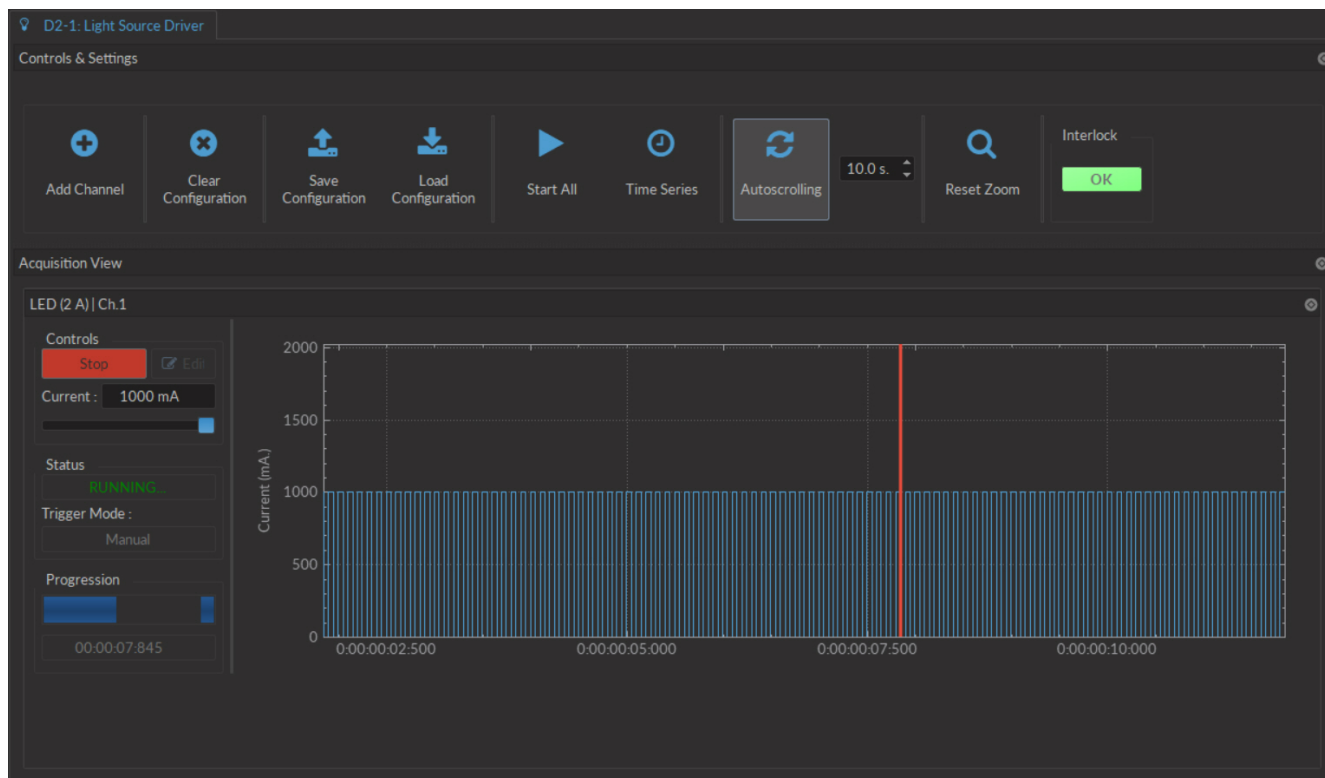 D2-1: Light Source Driver
Controls & Settings
Add Channel
Clear
Configuration
Save
Configuration
Load
Configuration
Start All
Time Series
Autoscrolling
10.0 s.
Reset Zoom
Interlock
OK
Acquisition View
LED (2 A) | Ch.1
Controls
Stop
Edit
Current :
1000 mA
Status
RUNNING...
Trigger Mode :
Manual
Progression
00:00:07:845
Current (mA.)
2000
1500
1000
500
0
0:00:00:02:500
0:00:00:05:000
0:00:00:07:500
0:00:00:10:000